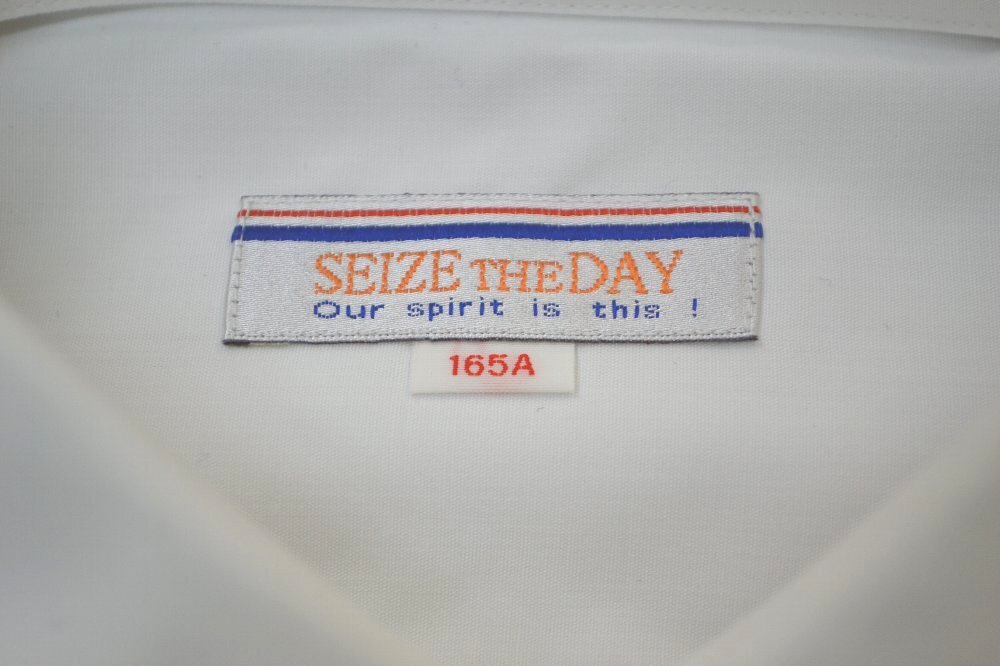 SEIZE THE DAY
Our spirit is this !
165A